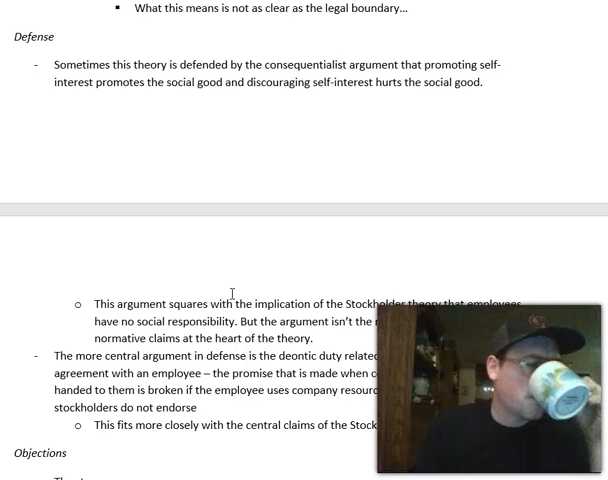 ▪ What this means is not as clear as the legal boundary…
Defense
- Sometimes this theory is defended by the consequentialist argument that promoting self-
interest promotes the social good and discouraging self-interest hurts the social good.
o This argument squares with the implication of the Stockholder theory that employees
have no social responsibility. But the argument isn't the
normative claims at the heart of the theory.
- The more central argument in defense is the deontic duty related
agreement with an employee – the promise that is made when
handed to them is broken if the employee uses company
stockholders do not endorse
o This fits more closely with the central claims of the
Objections